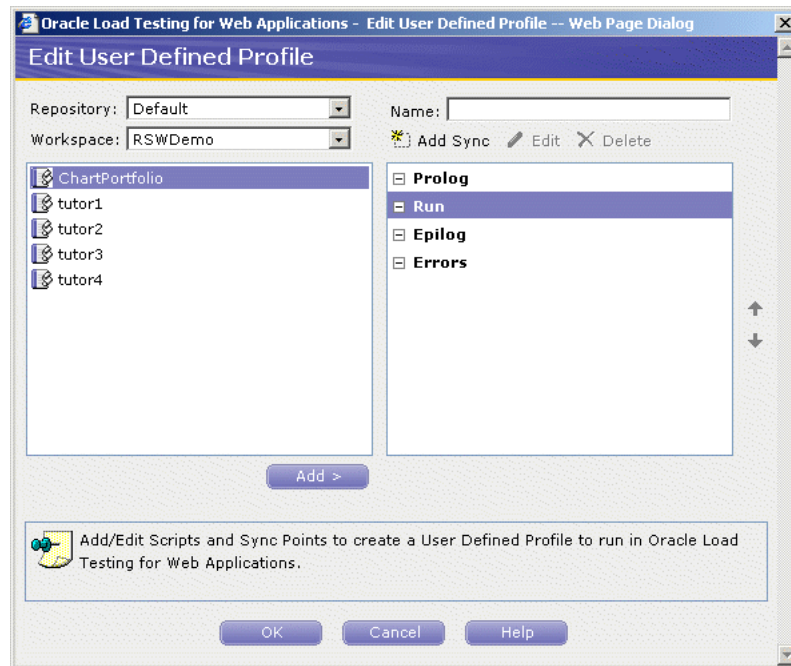 Oracle Load Testing for Web Applications - Edit User Defined Profile -- Web Page Dialog
Edit User Defined Profile
Repository: Default
Workspace: RSWDemo
Name:
Add Sync Edit Delete
ChartPortfolio
tutor1
tutor2
tutor3
tutor4
Prolog
Run
Epilog
Errors
Add >
Add/Edit Scripts and Sync Points to create a User Defined Profile to run in Oracle Load
Testing for Web Applications.
OK Cancel Help